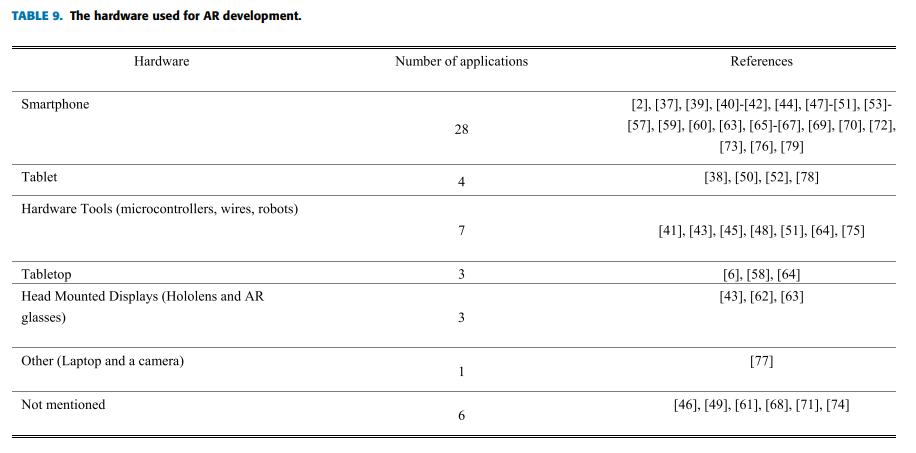 TABLE 9. The hardware used for AR development.
Hardware Number of applications References
Smartphone
28
[2], [37], [39], [40]-[42], [44], [47]-[51], [53]-
[57], [59], [60], [63], [65]-[67], [69], [70], [72],
[73], [76], [79]
Tablet
4
[38], [50], [52], [78]
Hardware Tools (microcontrollers, wires, robots)
7
[41], [43], [45], [48], [51], [64], [75]
Tabletop
3
[6], [58], [64]
Head Mounted Displays (Hololens and AR
glasses)
3
[43], [62], [63]
Other (Laptop and a camera)
1
[77]
Not mentioned
6
[46], [49], [61], [68], [71], [74]